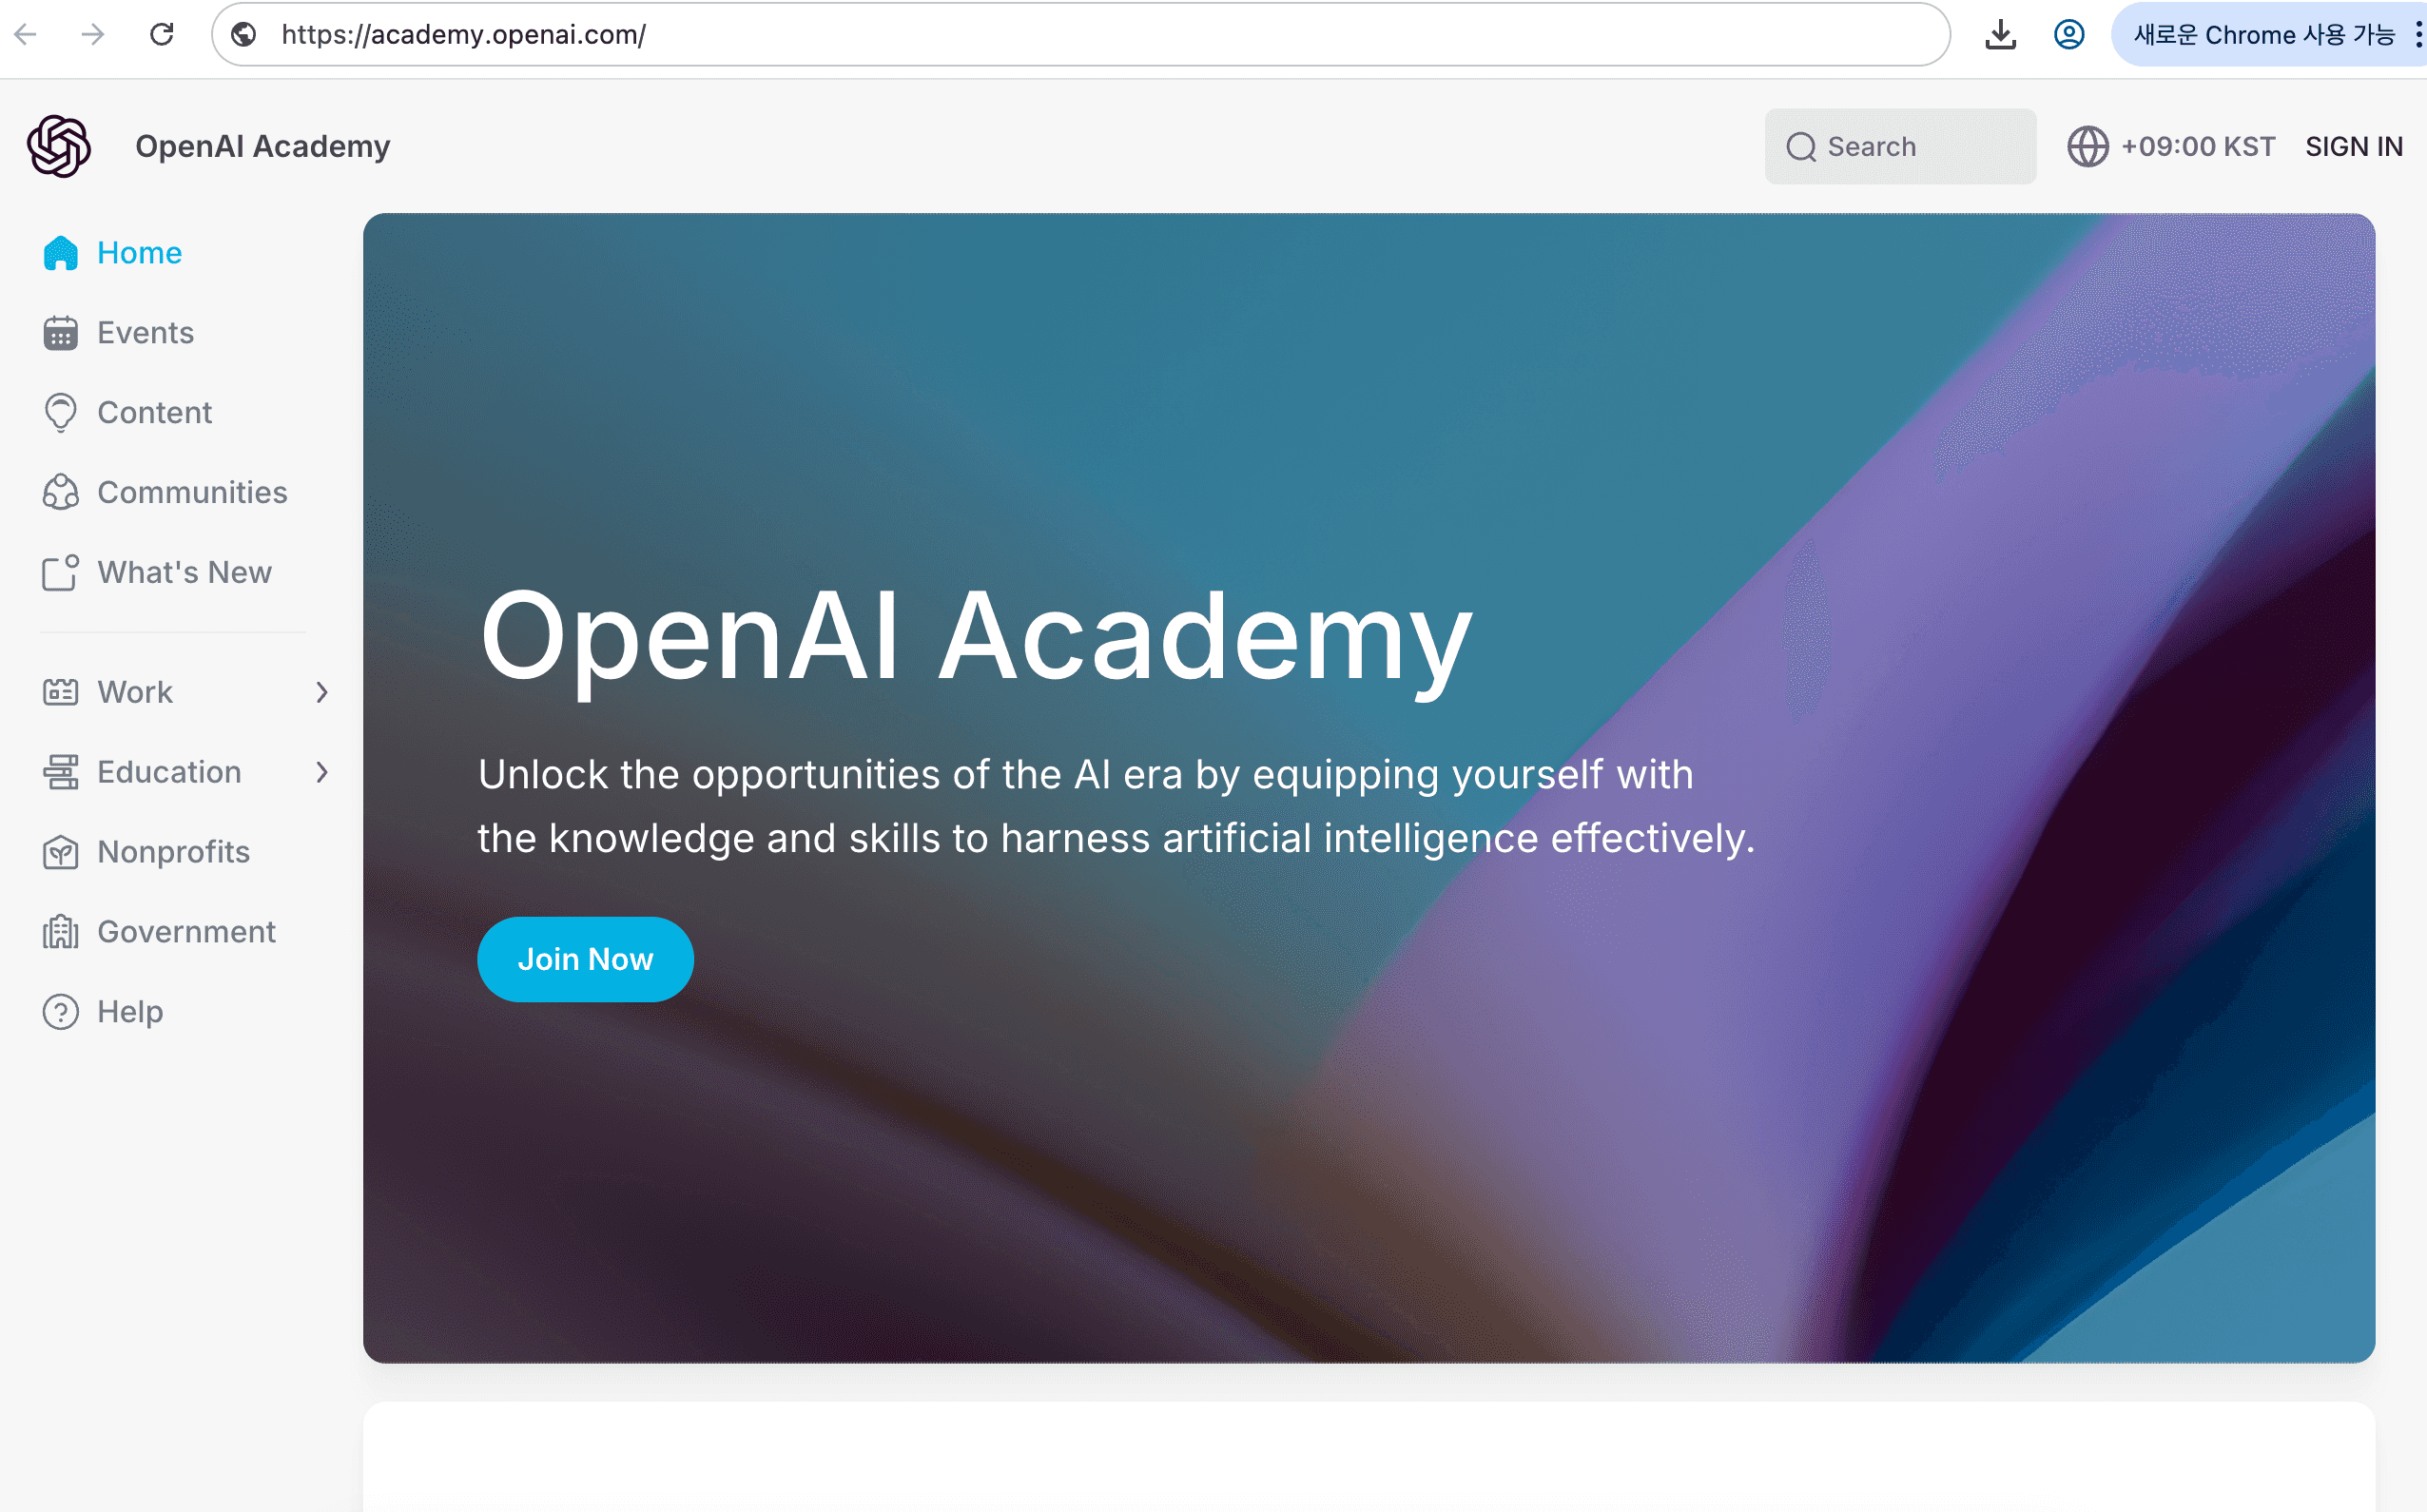 https://academy.openai.com/
새로운 Chrome 사용 가능
OpenAI Academy
Search
+09:00 KST
SIGN IN
Home
Events
Content
Communities
What's New
Work
Education
Nonprofits
Government
Help
OpenAI Academy
Unlock the opportunities of the AI era by equipping yourself with
the knowledge and skills to harness artificial intelligence effectively.
Join Now